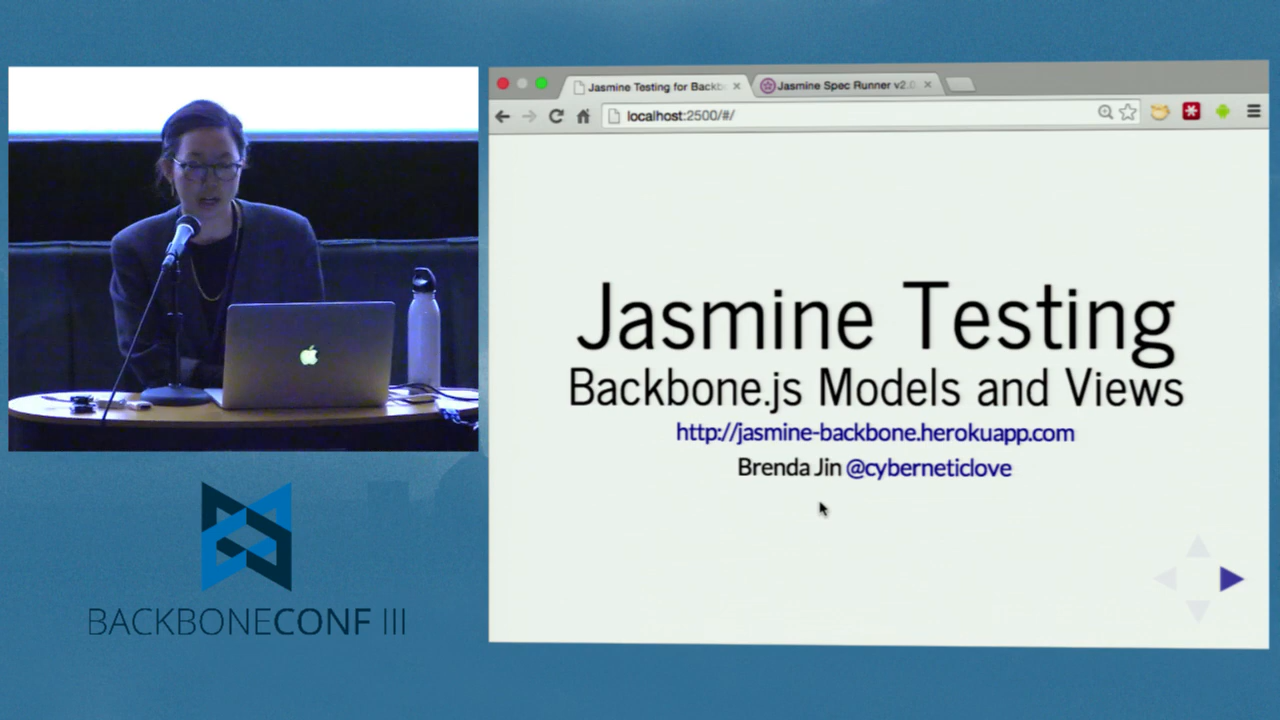 Jasmine Testing for Backb
Jasmine Spec Runner v2.0
localhost:2500/#/
Jasmine Testing
Backbone.js Models and Views
http://jasmine-backbone.herokuapp.com
Brenda Jin @cyberneticlove
BACKBONECONF III